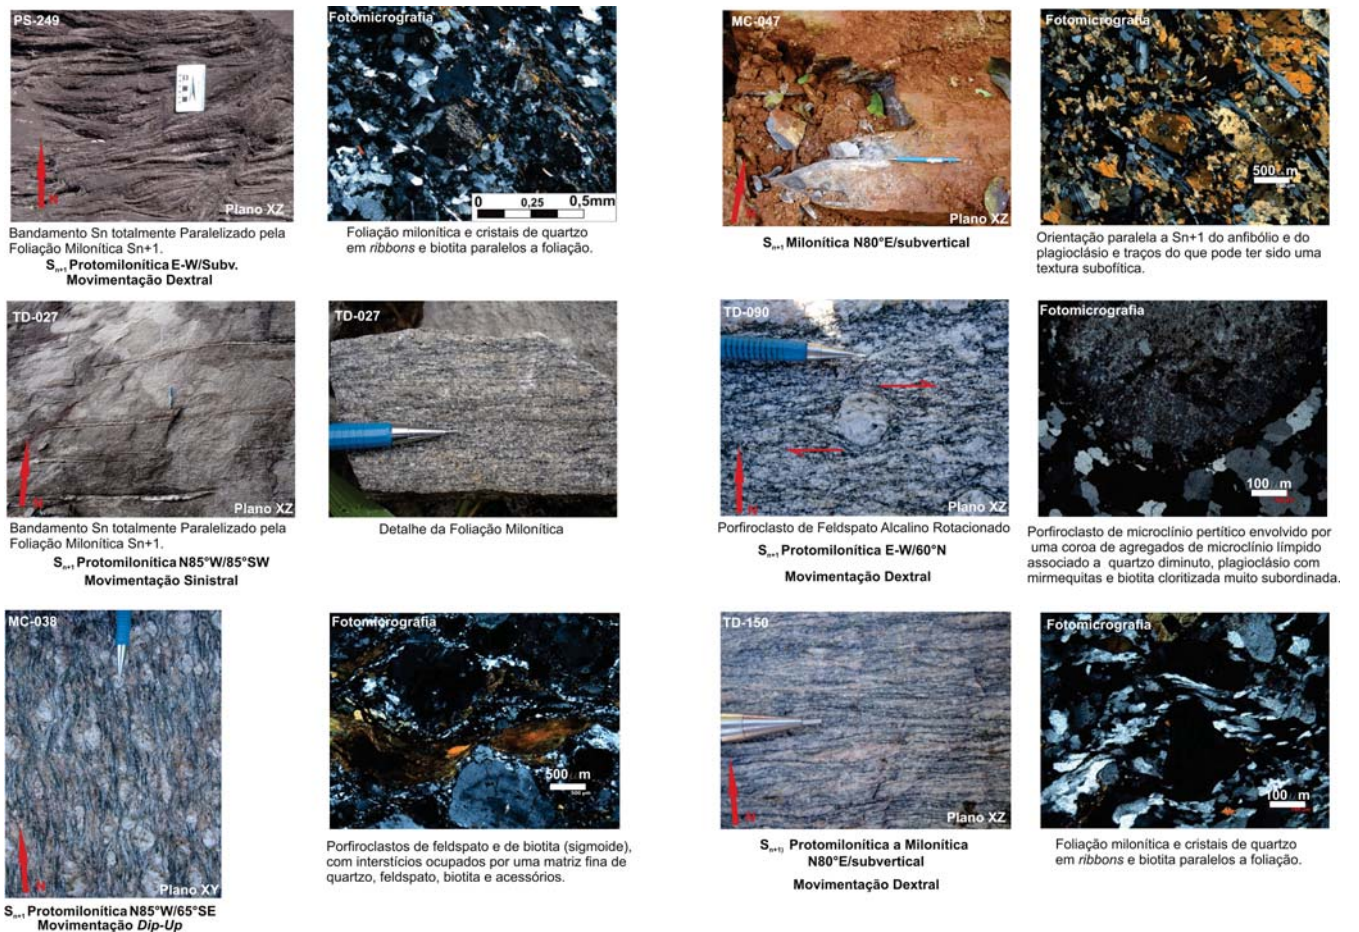 PS-249
Plano XZ
Bandamento Sn totalmente Paralelizado pela
Foliação Milonítica Sn+1.
Sn+1 Protomilonítica E-W/Subv.
Movimentação Dextral
Fotomicrografia
0 0,25 0,5mm
Foliação milonítica e cristais de quartzo
em ribbons e biotita paralelos a foliação.
MC-047
Plano XZ
Sn+1 Milonítica N80°E/subvertical
Fotomicrografia
500 m
Orientação paralela a Sn+1 do anfibólio e do
plagioclásio e traços do que pode ter sido uma
textura subofítica.
TD-027
N
Plano XZ
Bandamento Sn totalmente Paralelizado pela
Foliação Milonítica Sn+1.
Sn+1 Protomilonítica N85°W/85°SW
Movimentação Sinistral
TD-027
Detalhe da Foliação Milonítica
TD-090
N
Porfiroclasto de Feldspato Alcalino Rotacionado
Sn+1 Protomilonítica E-W/60°N
Movimentação Dextral
Fotomicrografia
100 m
Porfiroclasto de microclínio pertítico envolvido por
uma coroa de agregados de microclínio límpido
associado a quartzo diminuto, plagioclásio com
mirmequitas e biotita cloritizada muito subordinada.
MC-038
N
Plano XY
Sn+1 Protomilonítica N85°W/65°SE
Movimentação Dip-Up
Fotomicrografia
500 m
Porfiroclastos de feldspato e de biotita (sigmoide),
com interstícios ocupados por uma matriz fina de
quartzo, feldspato, biotita e acessórios.
TD-150
N
Plano XZ
Sn+1) Protomilonítica a Milonítica
N80°E/subvertical
Movimentação Dextral
Fotomicrografia
100 m
Foliação milonítica e cristais de quartzo
em ribbons e biotita paralelos a foliação.